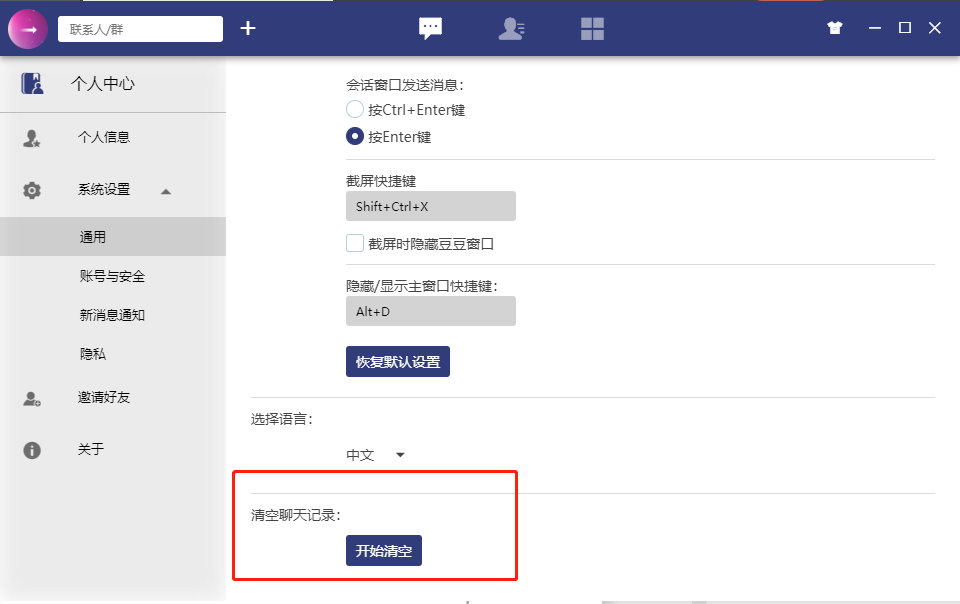 联系人/群
个人中心
个人信息
系统设置
通用
账号与安全
新消息通知
隐私
邀请好友
关于
会话窗口发送消息：
按Ctrl+Enter键
按Enter键
截屏快捷键
Shift+Ctrl+X
截屏时隐藏豆豆窗口
隐藏/显示主窗口快捷键：
Alt+D
恢复默认设置
选择语言：
中文
清空聊天记录：
开始清空